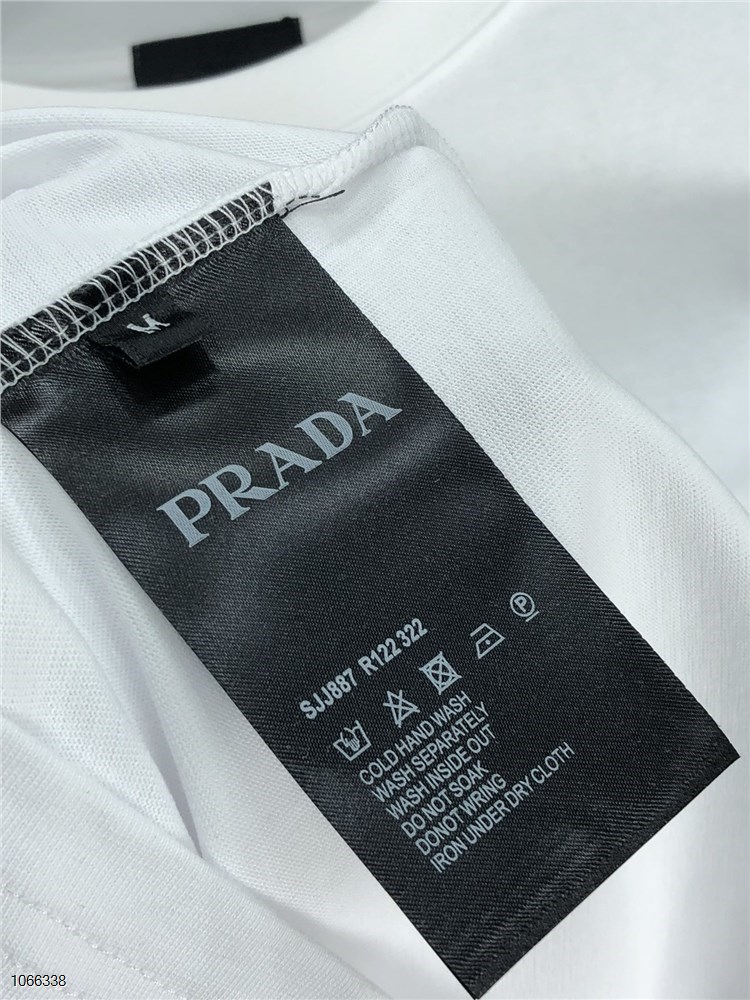 M
PRADA
SJJ887 R122 322
P
COLD HAND WASH
WASH SEPARATELY
WASH INSIDE OUT
DO NOT SOAK
DONOT WRING
IRON UNDER DRY CLOTH
1066338